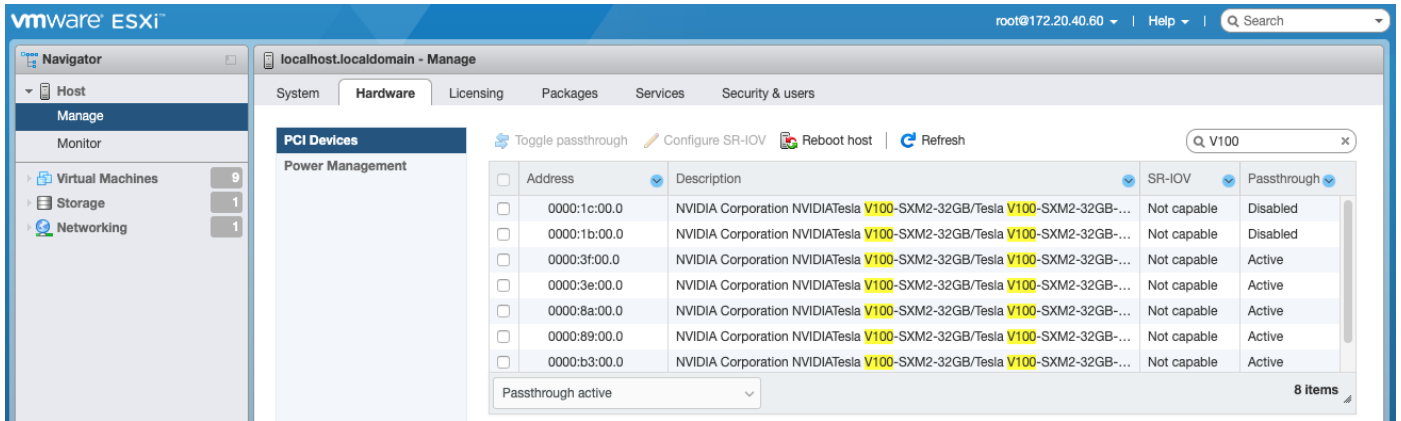 vmware ESXi™
root@172.20.40.60 | Help | Search
Navigator
localhost.localdomain - Manage
Host
Manage
Monitor
Virtual Machines 9
Storage 1
Networking 1
System Hardware Licensing Packages Services Security & users
PCI Devices
Power Management
Toggle passthrough Configure SR-IOV Reboot host | Refresh V100
Address Description SR-IOV Passthrough
0000:1c:00.0 NVIDIA Corporation NVIDIATesla V100-SXM2-32GB/Tesla V100-SXM2-32GB-... Not capable Disabled
0000:1b:00.0 NVIDIA Corporation NVIDIATesla V100-SXM2-32GB/Tesla V100-SXM2-32GB-... Not capable Disabled
0000:3f:00.0 NVIDIA Corporation NVIDIATesla V100-SXM2-32GB/Tesla V100-SXM2-32GB-... Not capable Active
0000:3e:00.0 NVIDIA Corporation NVIDIATesla V100-SXM2-32GB/Tesla V100-SXM2-32GB-... Not capable Active
0000:8a:00.0 NVIDIA Corporation NVIDIATesla V100-SXM2-32GB/Tesla V100-SXM2-32GB-... Not capable Active
0000:89:00.0 NVIDIA Corporation NVIDIATesla V100-SXM2-32GB/Tesla V100-SXM2-32GB-... Not capable Active
0000:b3:00.0 NVIDIA Corporation NVIDIATesla V100-SXM2-32GB/Tesla V100-SXM2-32GB-... Not capable Active
Passthrough active 8 items